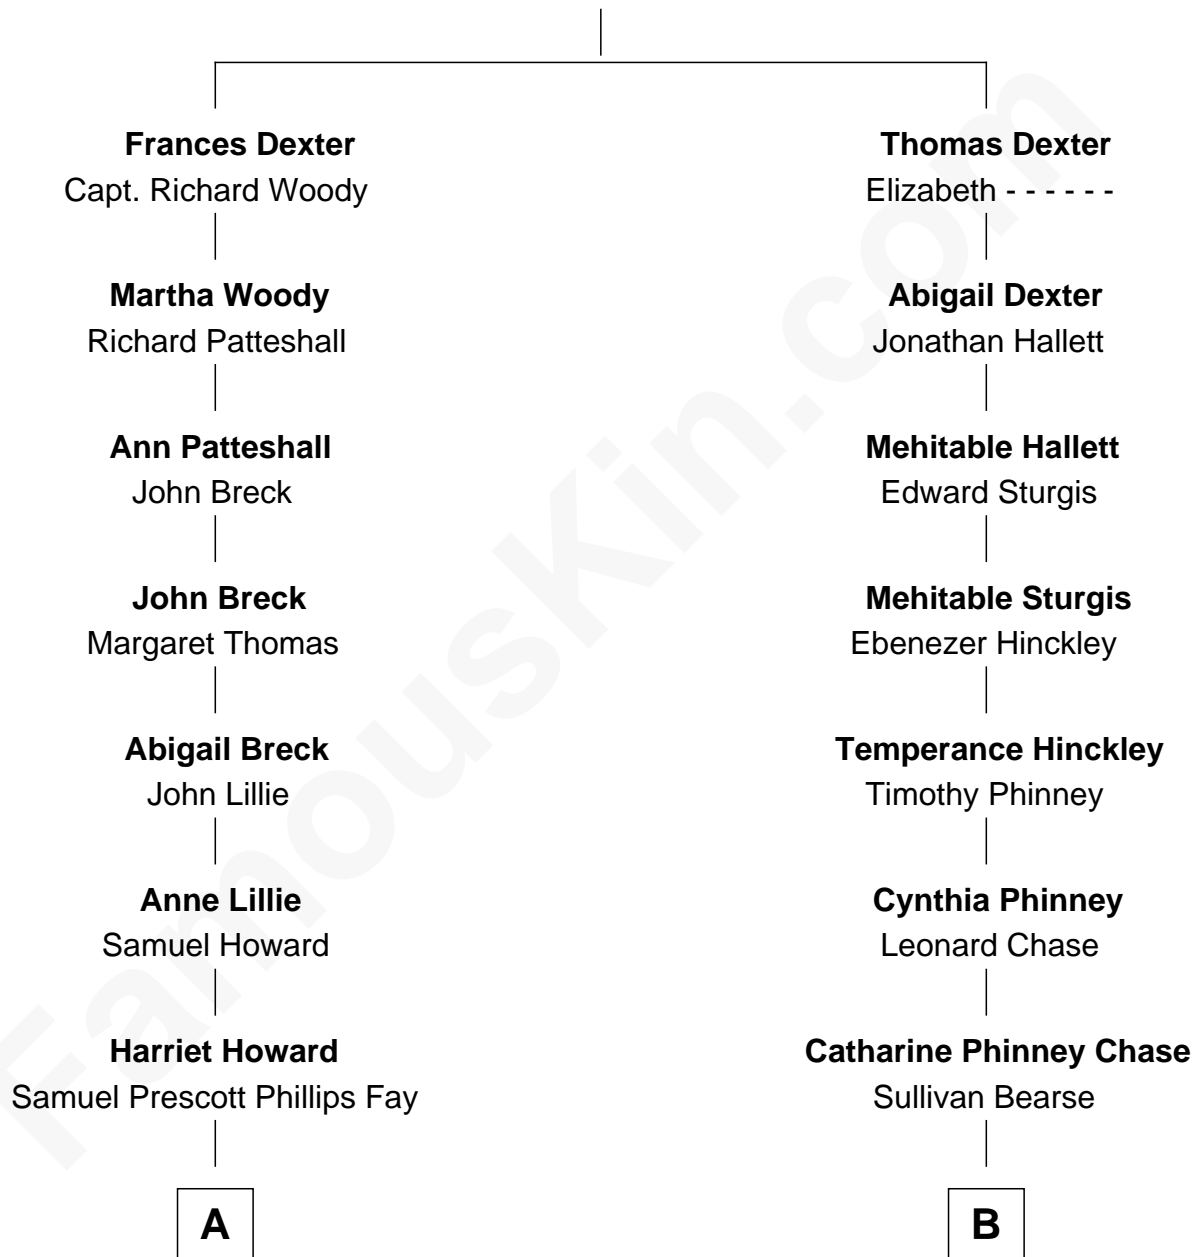 Frances Dexter
Capt. Richard Woody
Martha Woody
Richard Patteshall
Ann Patteshall
John Breck
John Breck
Margaret Thomas
Abigail Breck
John Lillie
Anne Lillie
Samuel Howard
Harriet Howard
Samuel Prescott Phillips Fay
A
Thomas Dexter
Elizabeth - - - - - -
Abigail Dexter
Jonathan Hallett
Mehitable Hallett
Edward Sturgis
Mehitable Sturgis
Ebenezer Hinckley
Temperance Hinckley
Timothy Phinney
Cynthia Phinney
Leonard Chase
Catharine Phinney Chase
Sullivan Bearse
B
FamousKin.com